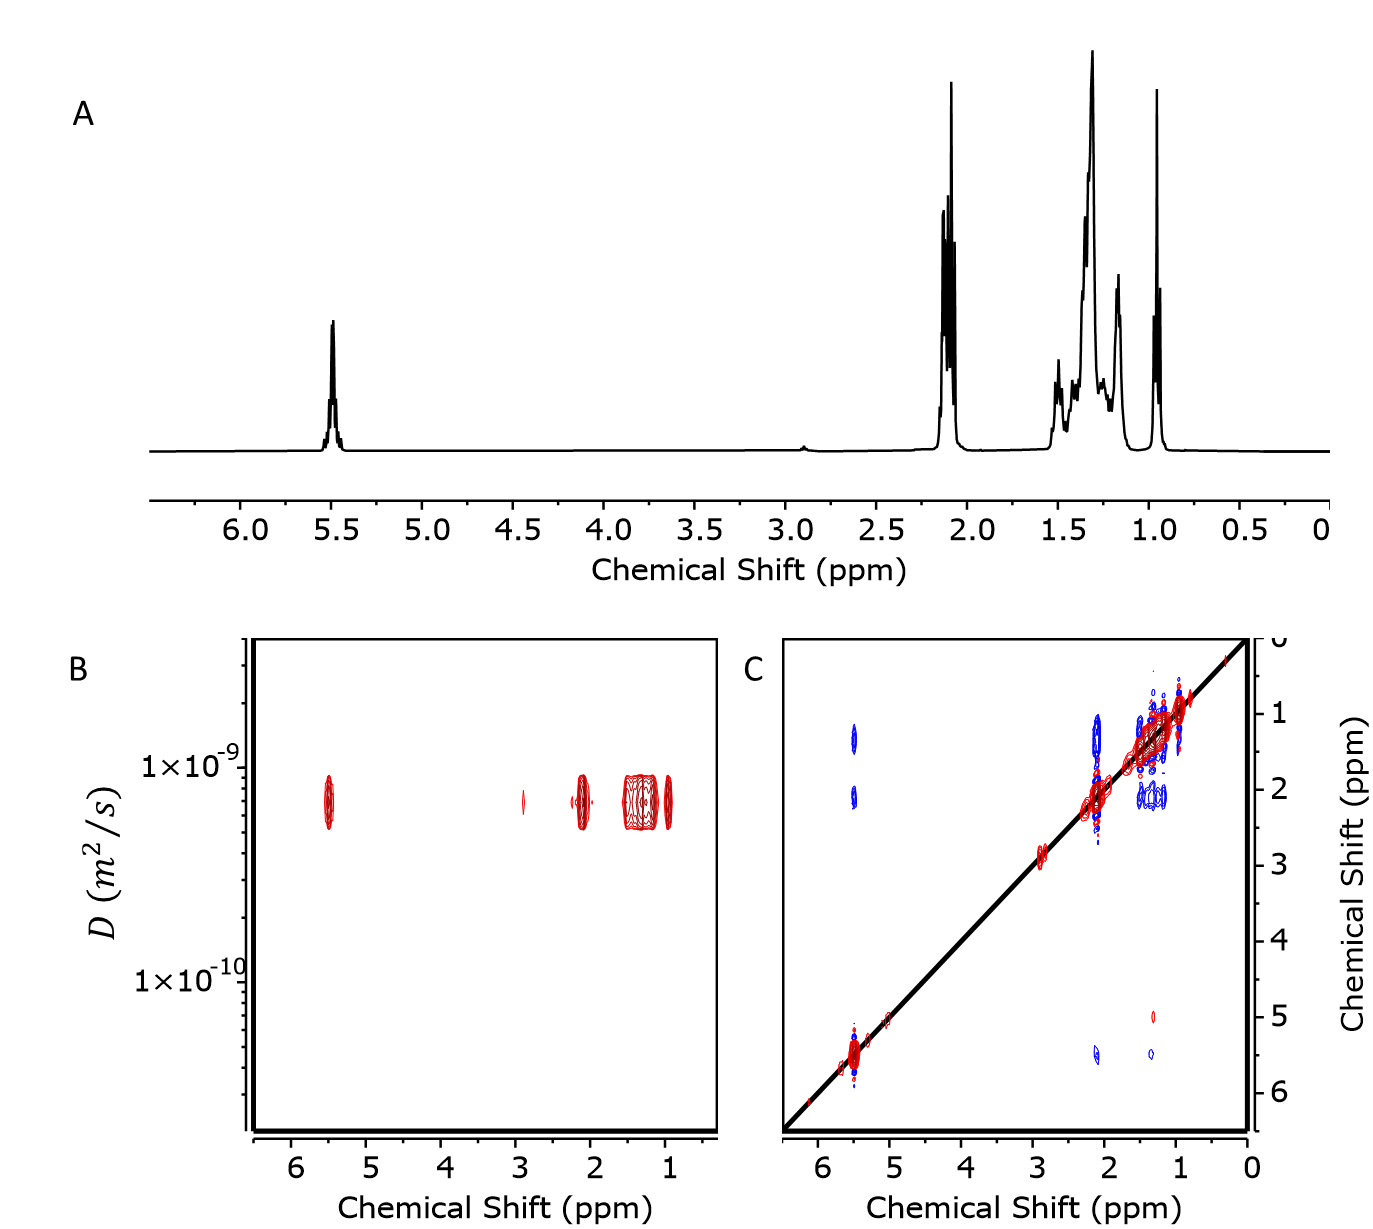 A
6.0 5.5 5.0 4.5 4.0 3.5 3.0 2.5 2.0 1.5 1.0 0.5 0
Chemical Shift (ppm)
B
1×10⁻⁹
1×10⁻¹⁰
D (m²/s)
6 5 4 3 2 1
Chemical Shift (ppm)
C
0
1
2
3
4
5
6
Chemical Shift (ppm)
6 5 4 3 2 1 0
Chemical Shift (ppm)